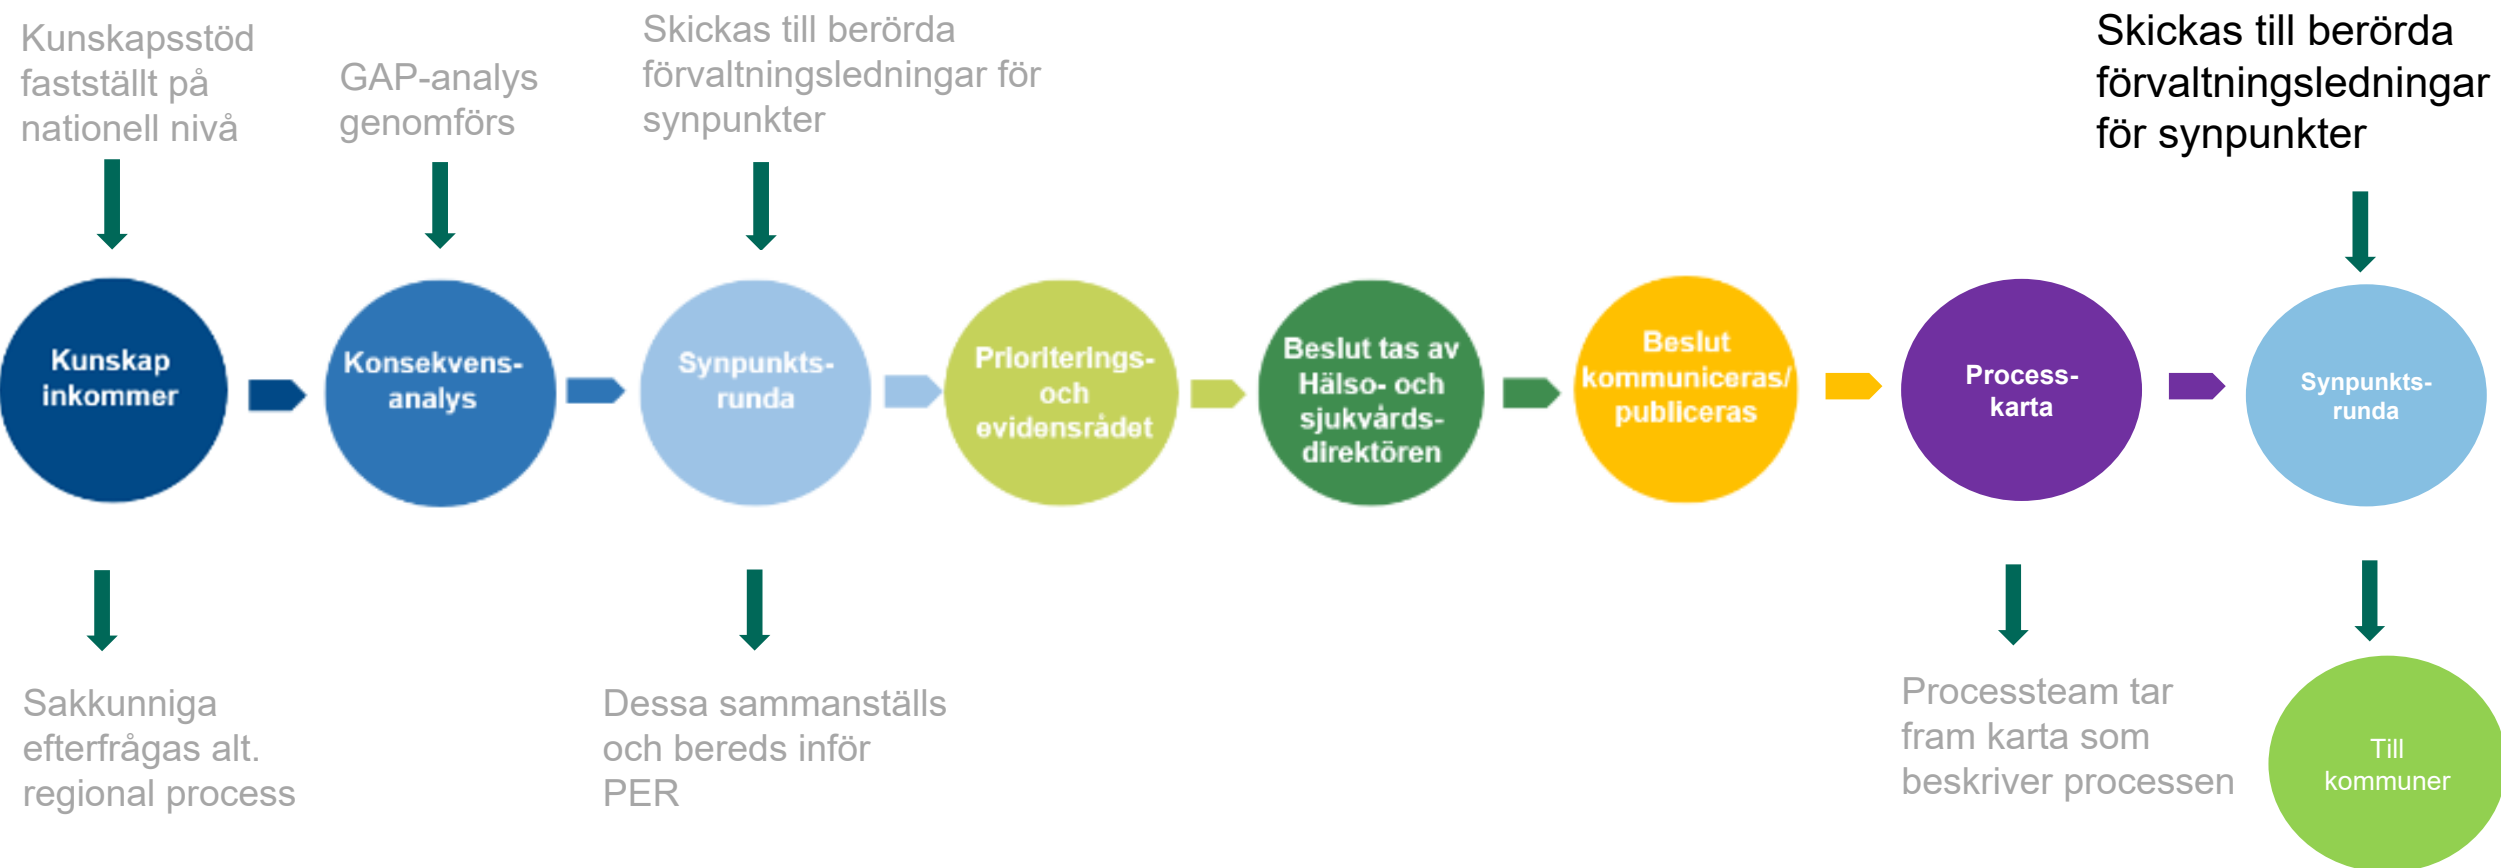 Kunskapsstöd
fastställt på
nationell nivå
GAP-analys
genomförs
Skickas till berörda
förvaltningsledningar för
synpunkter
Skickas till berörda
förvaltningsledningar
för synpunkter
Kunskap
inkommer
Konsekvens-
analys
Synpunkts-
runda
Prioriterings-
och
evidensrådet
Beslut tas av
Hälso- och
sjukvårds-
direktören
Beslut
kommuniceras/
publiceras
Process-
karta
Synpunkts-
runda
Sakkunniga
efterfrågas alt.
regional process
Dessa sammanställs
och bereds inför
PER
Processteam tar
fram karta som
beskriver processen
Till
kommuner